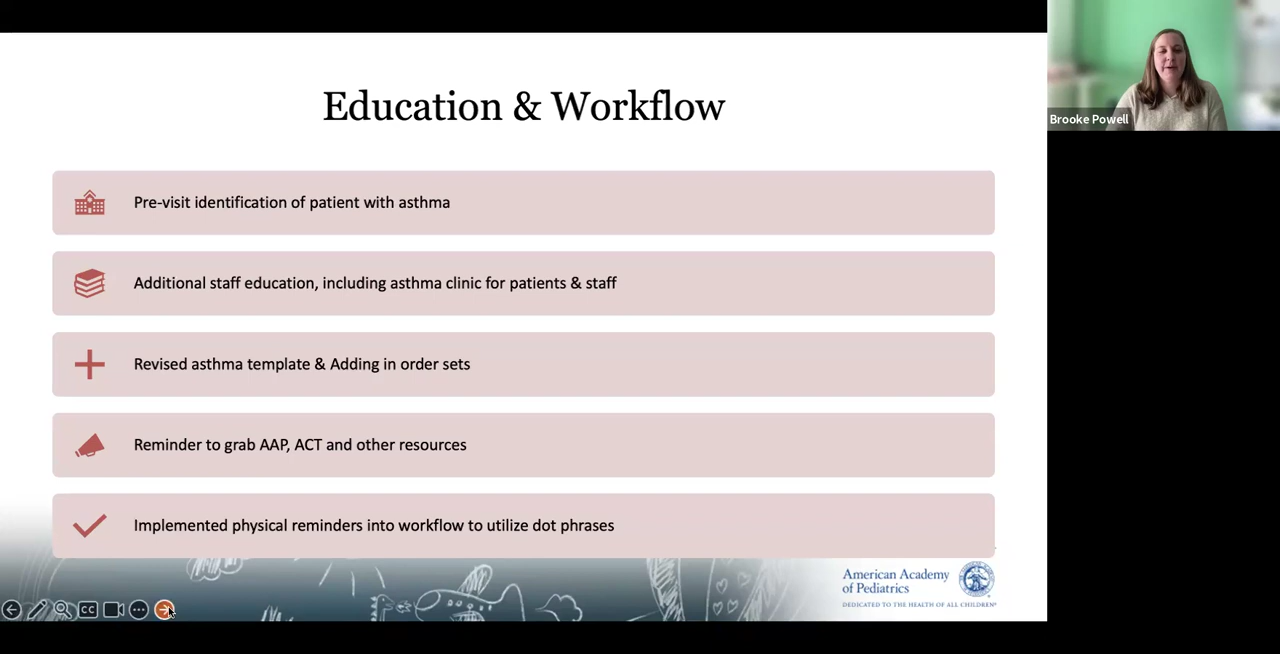 Education & Workflow
Brooke Powell
Pre-visit identification of patient with asthma
Additional staff education, including asthma clinic for patients & staff
Revised asthma template & Adding in order sets
Reminder to grab AAP, ACT and other resources
Implemented physical reminders into workflow to utilize dot phrases
American Academy
of Pediatrics
DEDICATED TO THE HEALTH OF ALL CHILDREN®
CC